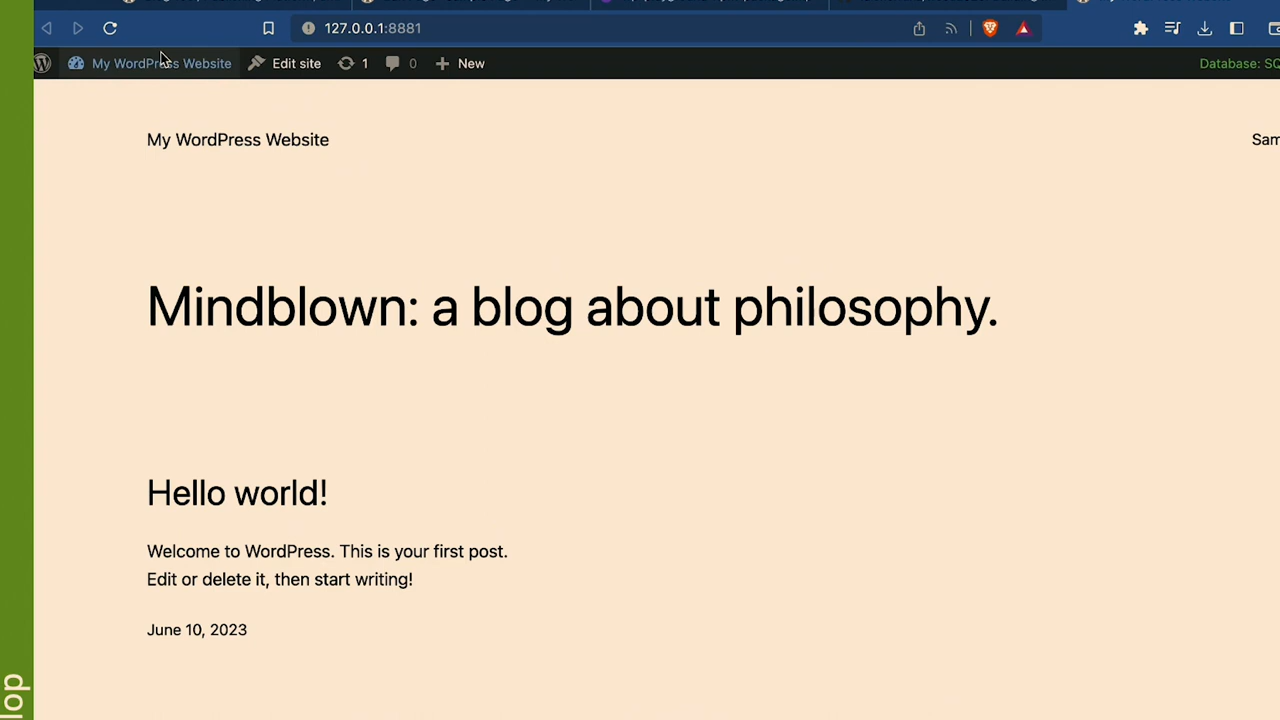 127.0.0.1:8881
My WordPress Website Edit site 1 0 New Database: SQ
My WordPress Website Sam
Mindblown: a blog about philosophy.
Hello world!
Welcome to WordPress. This is your first post.
Edit or delete it, then start writing!
June 10, 2023
lop